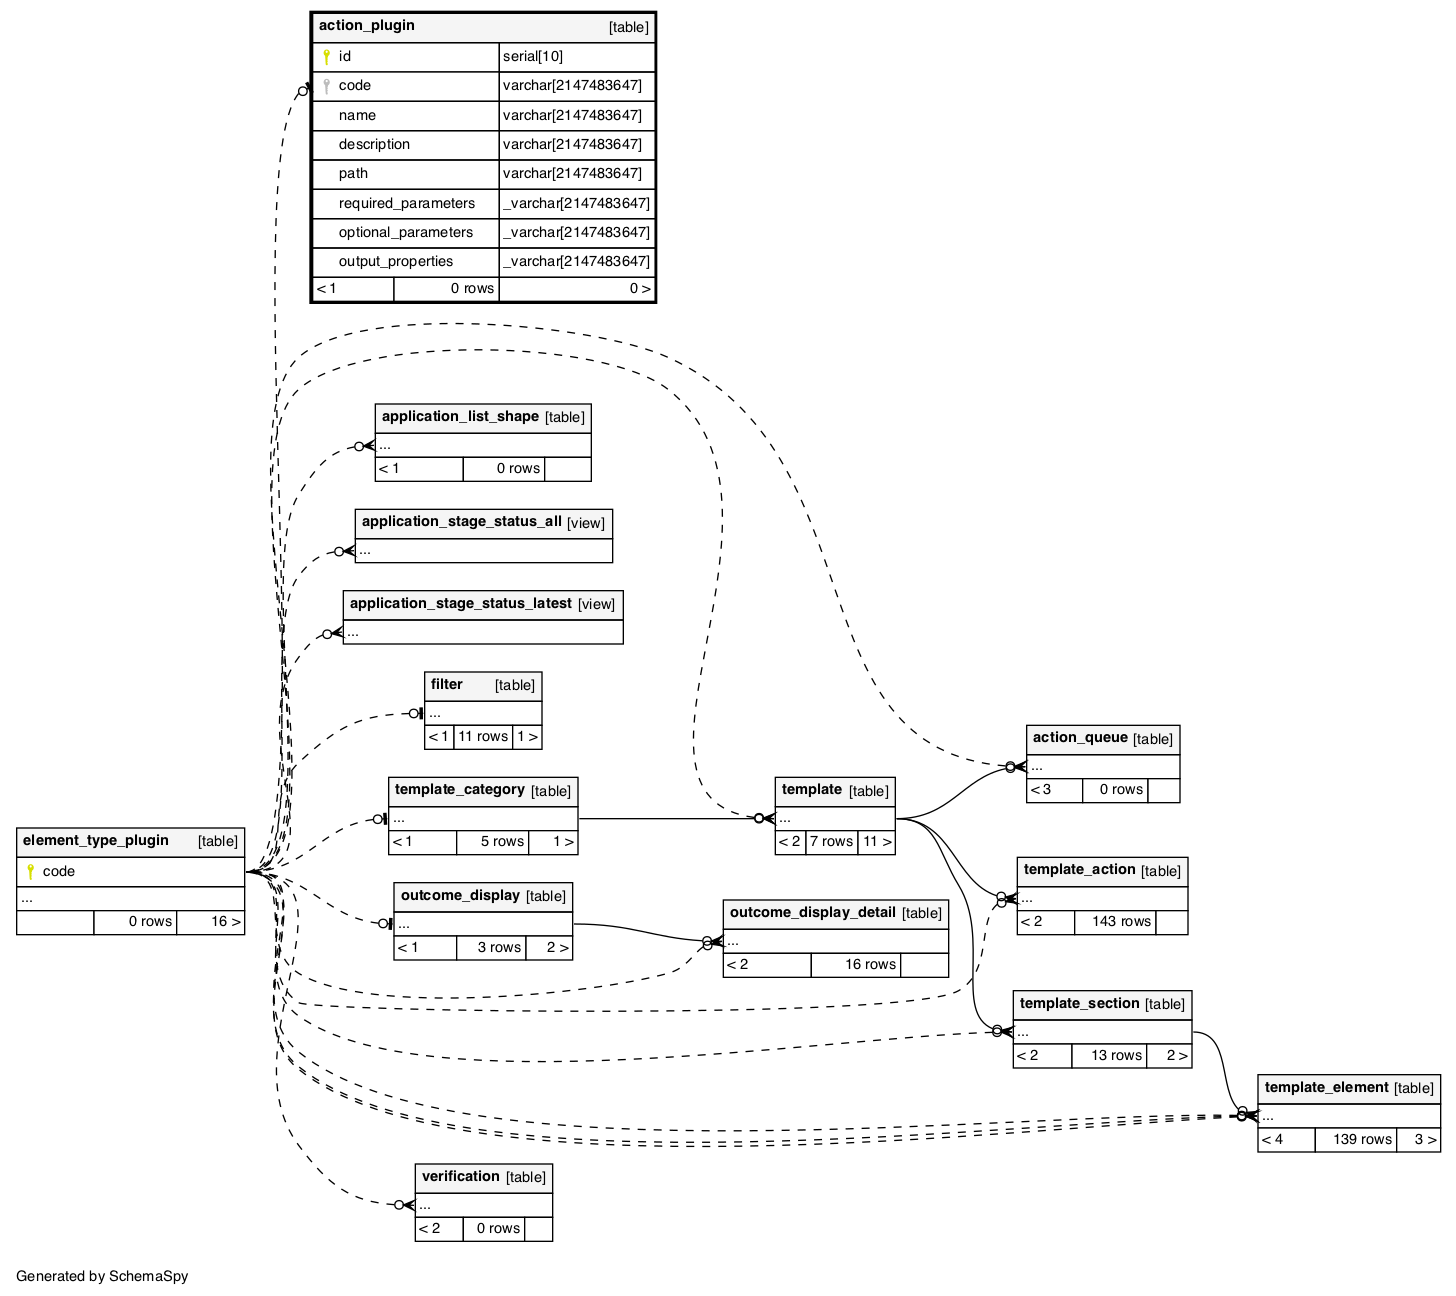 action_plugin [table]
id serial[10]
code varchar[2147483647]
name varchar[2147483647]
description varchar[2147483647]
path varchar[2147483647]
required_parameters _varchar[2147483647]
optional_parameters _varchar[2147483647]
output_properties _varchar[2147483647]
< 1 0 rows 0 >
application_list_shape [table]
...
< 1 0 rows
application_stage_status_all [view]
...
application_stage_status_latest [view]
...
filter [table]
...
< 1 11 rows 1 >
action_queue [table]
...
< 3 0 rows
template_category [table]
...
< 1 5 rows 1 >
template [table]
...
< 2 7 rows 11 >
element_type_plugin [table]
code
...
0 rows 16 >
template_action [table]
...
< 2 143 rows
outcome_display [table]
...
< 1 3 rows 2 >
outcome_display_detail [table]
...
< 2 16 rows
template_section [table]
...
< 2 13 rows 2 >
template_element [table]
...
< 4 139 rows 3 >
verification [table]
...
< 2 0 rows
Generated by SchemaSpy